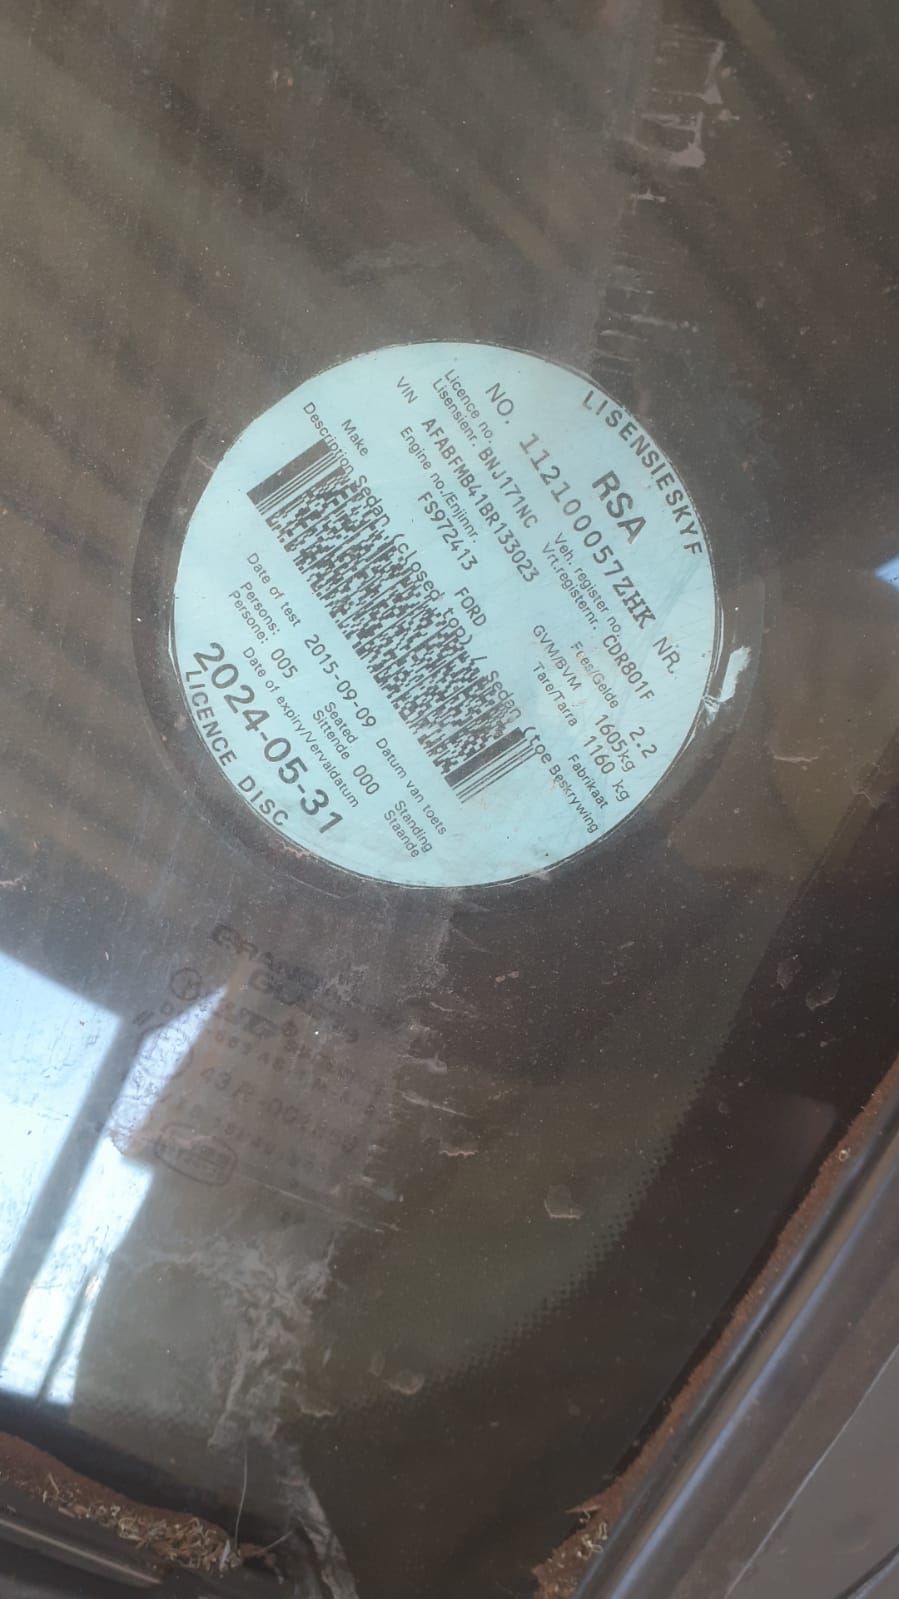 LISENSIESKYF
RSA
NO. 11210005 7ZHK NR.
Licence no. Veh. register no.
Lisensienr. BNJ171NC Vrt.registernr. CDR801F
VIN AFABFMB41BR133023 Fees/Gelde 2.2
Engine no./Enjinnr. GVM/BVM 1605kg
FS972413 Tare/Tarra 1160 kg
Make FORD Fabrikaat
Description Sedan (closed top) / Sedan (toe Beskrywing
Date of test 2015-09-09 Datum van toets
Persons: Seated Standing
Persone: 005 Sittende 000 Staande
Date of expiry/Vervaldatum
2024-05-31
LICENCE DISC
43R